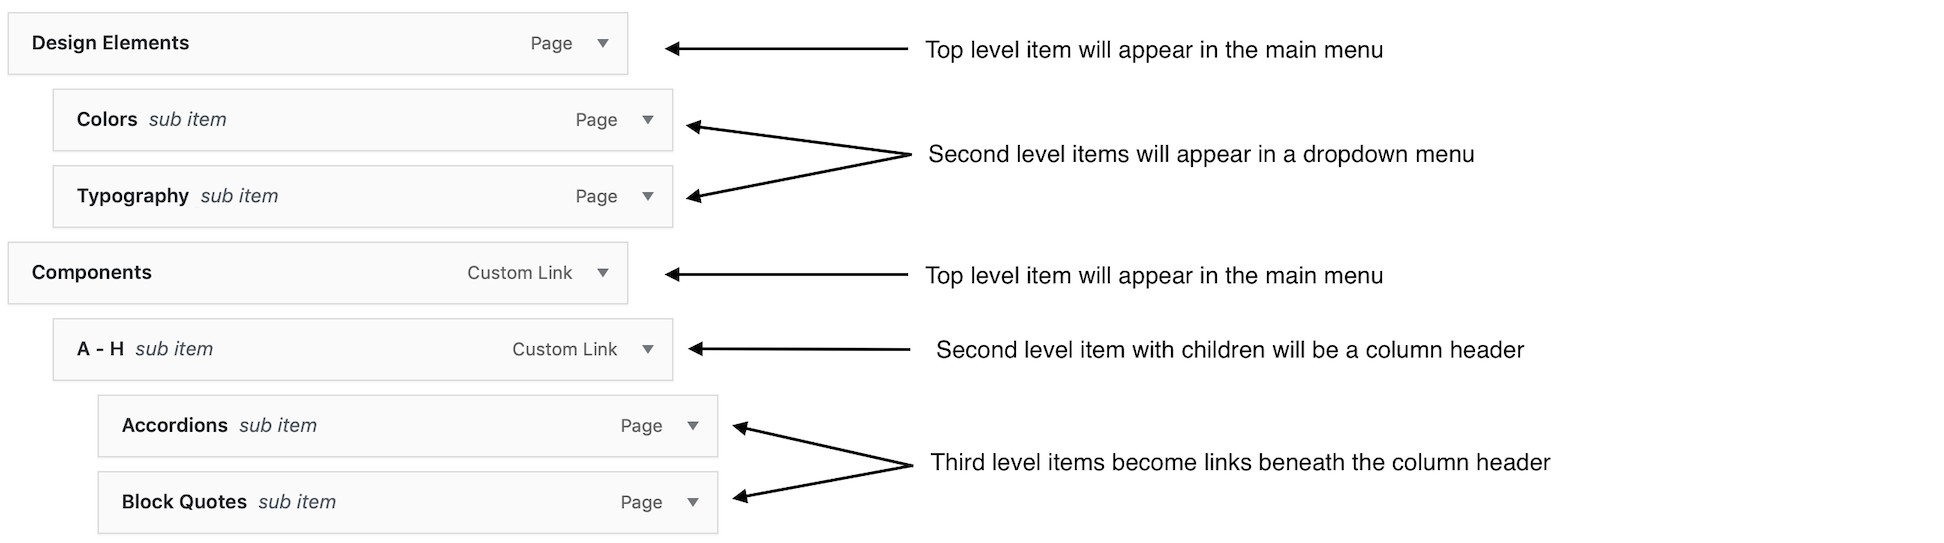 Design Elements Page Top level item will appear in the main menu
Colors sub item Page
Second level items will appear in a dropdown menu
Typography sub item Page
Components Custom Link Top level item will appear in the main menu
A - H sub item Custom Link Second level item with children will be a column header
Accordions sub item Page
Third level items become links beneath the column header
Block Quotes sub item Page